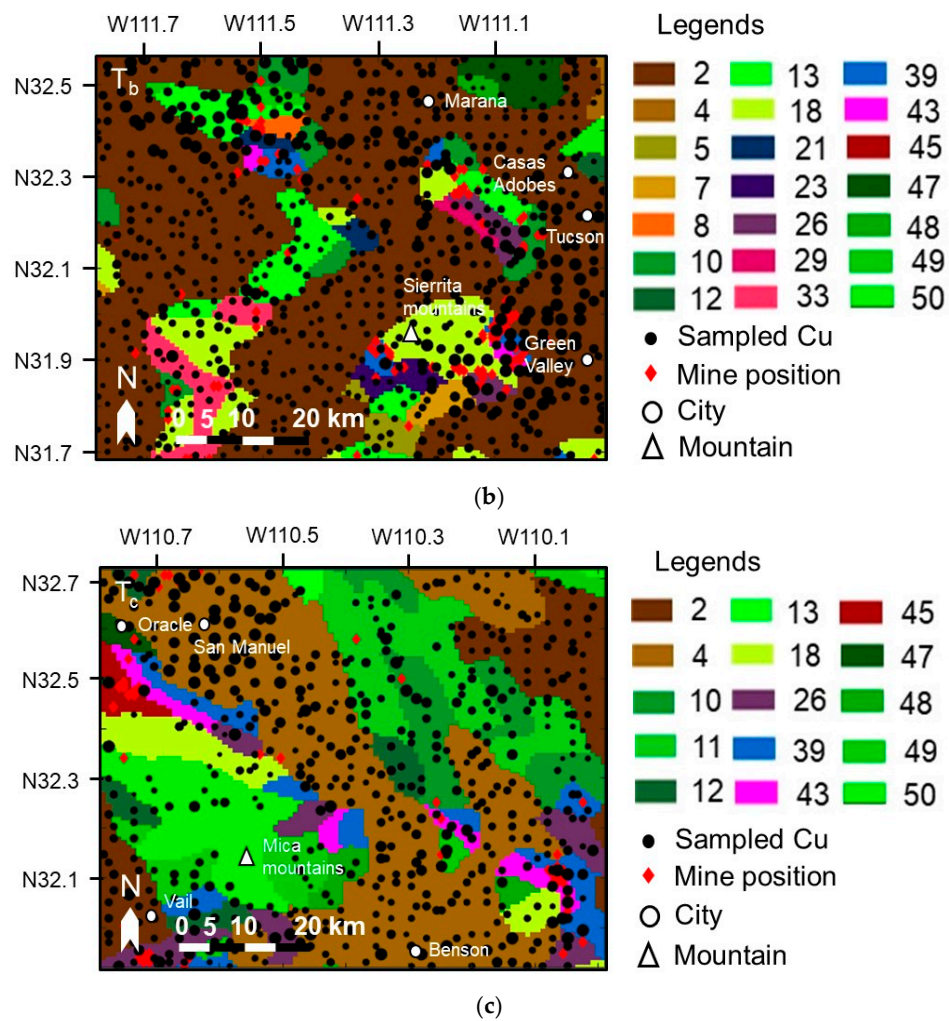 W111.7 W111.5 W111.3 W111.1
Legends
T_b
N32.5
N32.3
N32.1
N31.9
N31.7
Marana
Casas
Adobes
Tucson
Sierrita
mountains
Green
Valley
N
0 5 10 20 km
2 13 39
4 18 43
5 21 45
7 23 47
8 26 48
10 29 49
12 33 50
Sampled Cu
Mine position
City
Mountain
(b)
W110.7 W110.5 W110.3 W110.1
Legends
T_c
N32.7
N32.5
N32.3
N32.1
Oracle
San Manuel
Mica
mountains
Vail
Benson
N
0 5 10 20 km
2 13 45
4 18 47
10 26 48
11 39 49
12 43 50
Sampled Cu
Mine position
City
Mountain
(c)